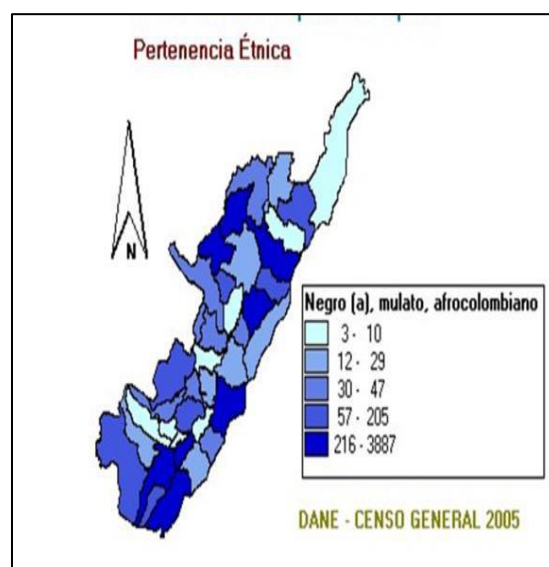 Pertenencia Étnica
N
Negro (a), mulato, afrocolombiano
3 - 10
12 - 29
30 - 47
57 - 205
216 - 3887
DANE - CENSO GENERAL 2005